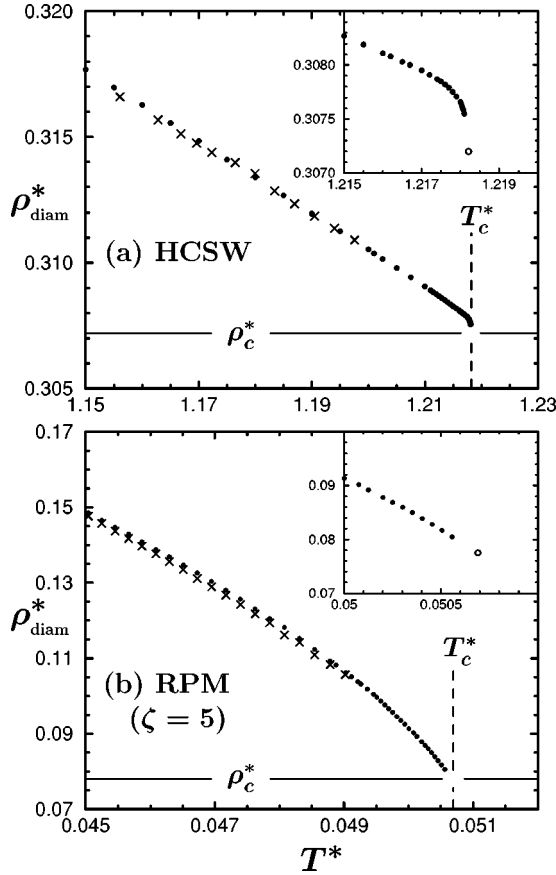 0.320
0.315
0.310
0.305
ρ*diam
(a) HCSW
ρ*c
T*c
1.15 1.17 1.19 1.21 1.23
0.3080
0.3075
0.3070
1.215 1.217 1.219
0.17
0.15
0.13
0.11
0.09
0.07
ρ*diam
(b) RPM
(ζ = 5)
ρ*c
T*c
0.045 0.047 0.049 0.051
0.09
0.08
0.07
0.05 0.0505
T*